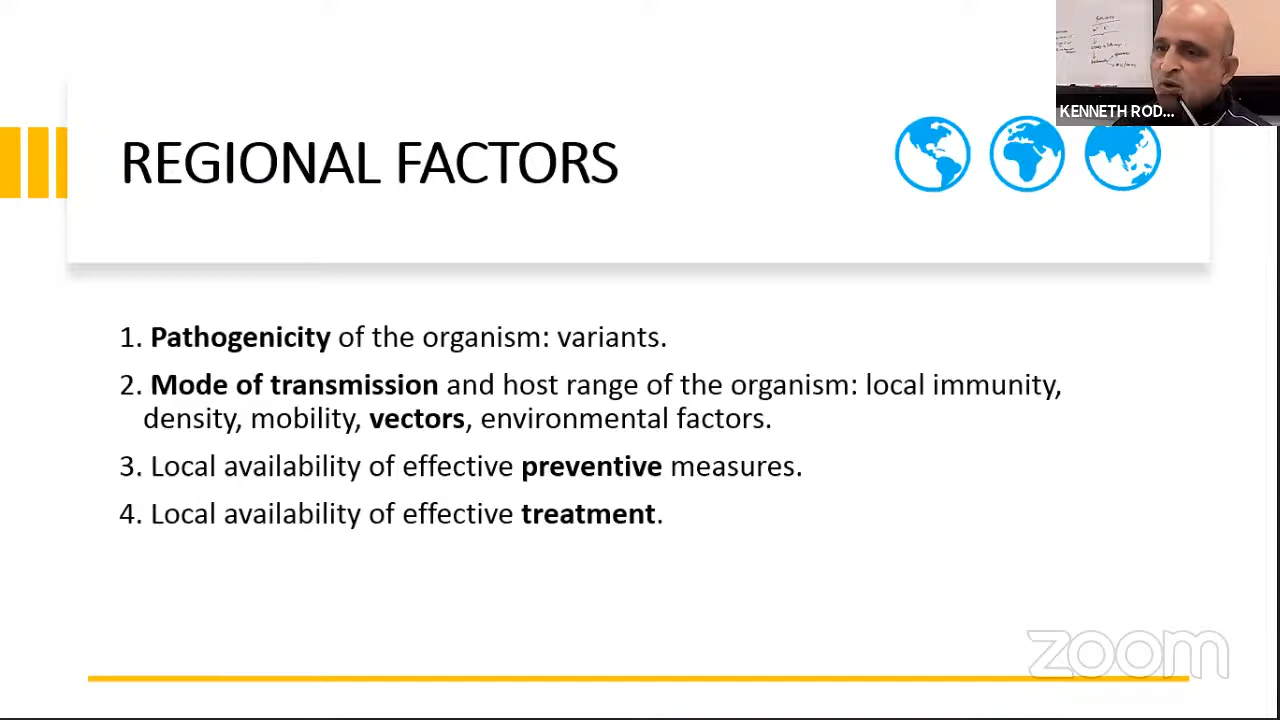 KENNETH ROD...
REGIONAL FACTORS
1. Pathogenicity of the organism: variants.
2. Mode of transmission and host range of the organism: local immunity,
density, mobility, vectors, environmental factors.
3. Local availability of effective preventive measures.
4. Local availability of effective treatment.
zoom